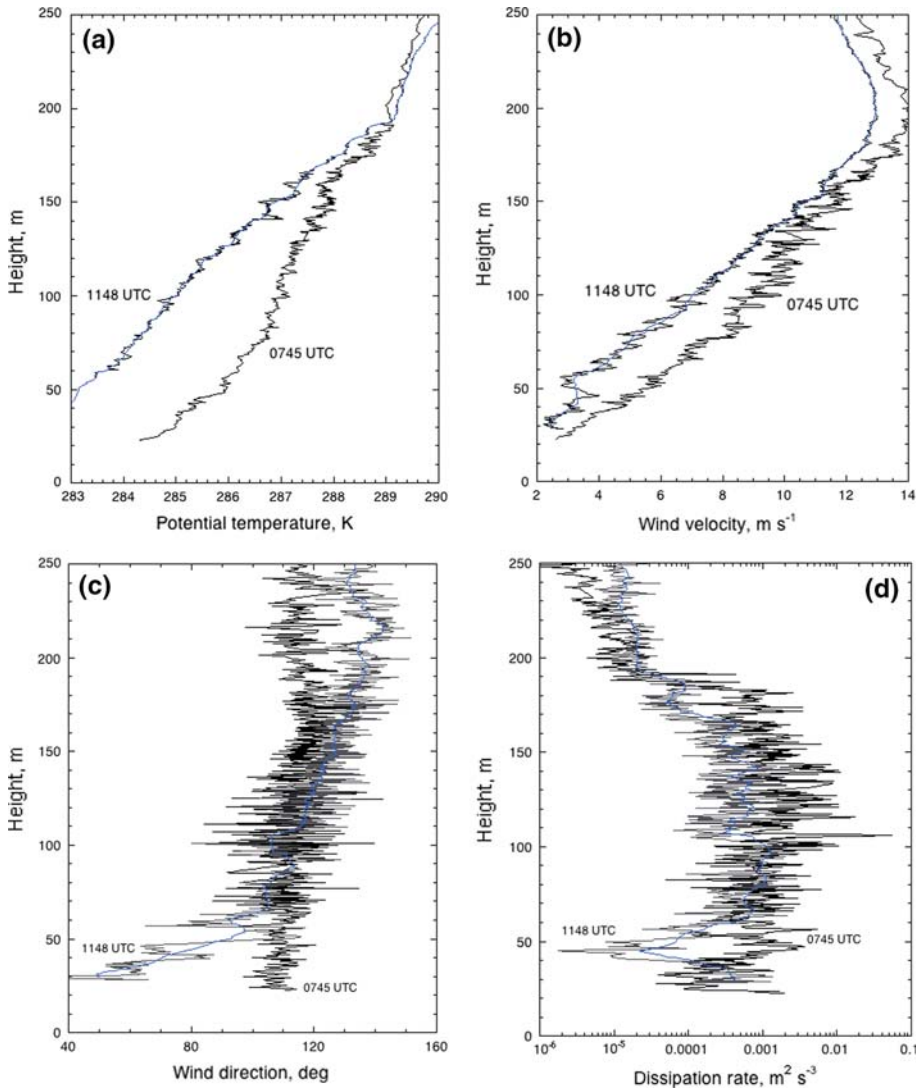 (a)
250
200
150
100
50
0
Height, m
1148 UTC
0745 UTC
283 284 285 286 287 288 289 290
Potential temperature, K
(b)
250
200
150
100
50
0
Height, m
1148 UTC
0745 UTC
2 4 6 8 10 12 14
Wind velocity, m s⁻¹
(c)
250
200
150
100
50
0
Height, m
1148 UTC
0745 UTC
40 80 120 160
Wind direction, deg
(d)
250
200
150
100
50
0
Height, m
1148 UTC
0745 UTC
10⁻⁶ 10⁻⁵ 0.0001 0.001 0.01 0.1
Dissipation rate, m² s⁻³